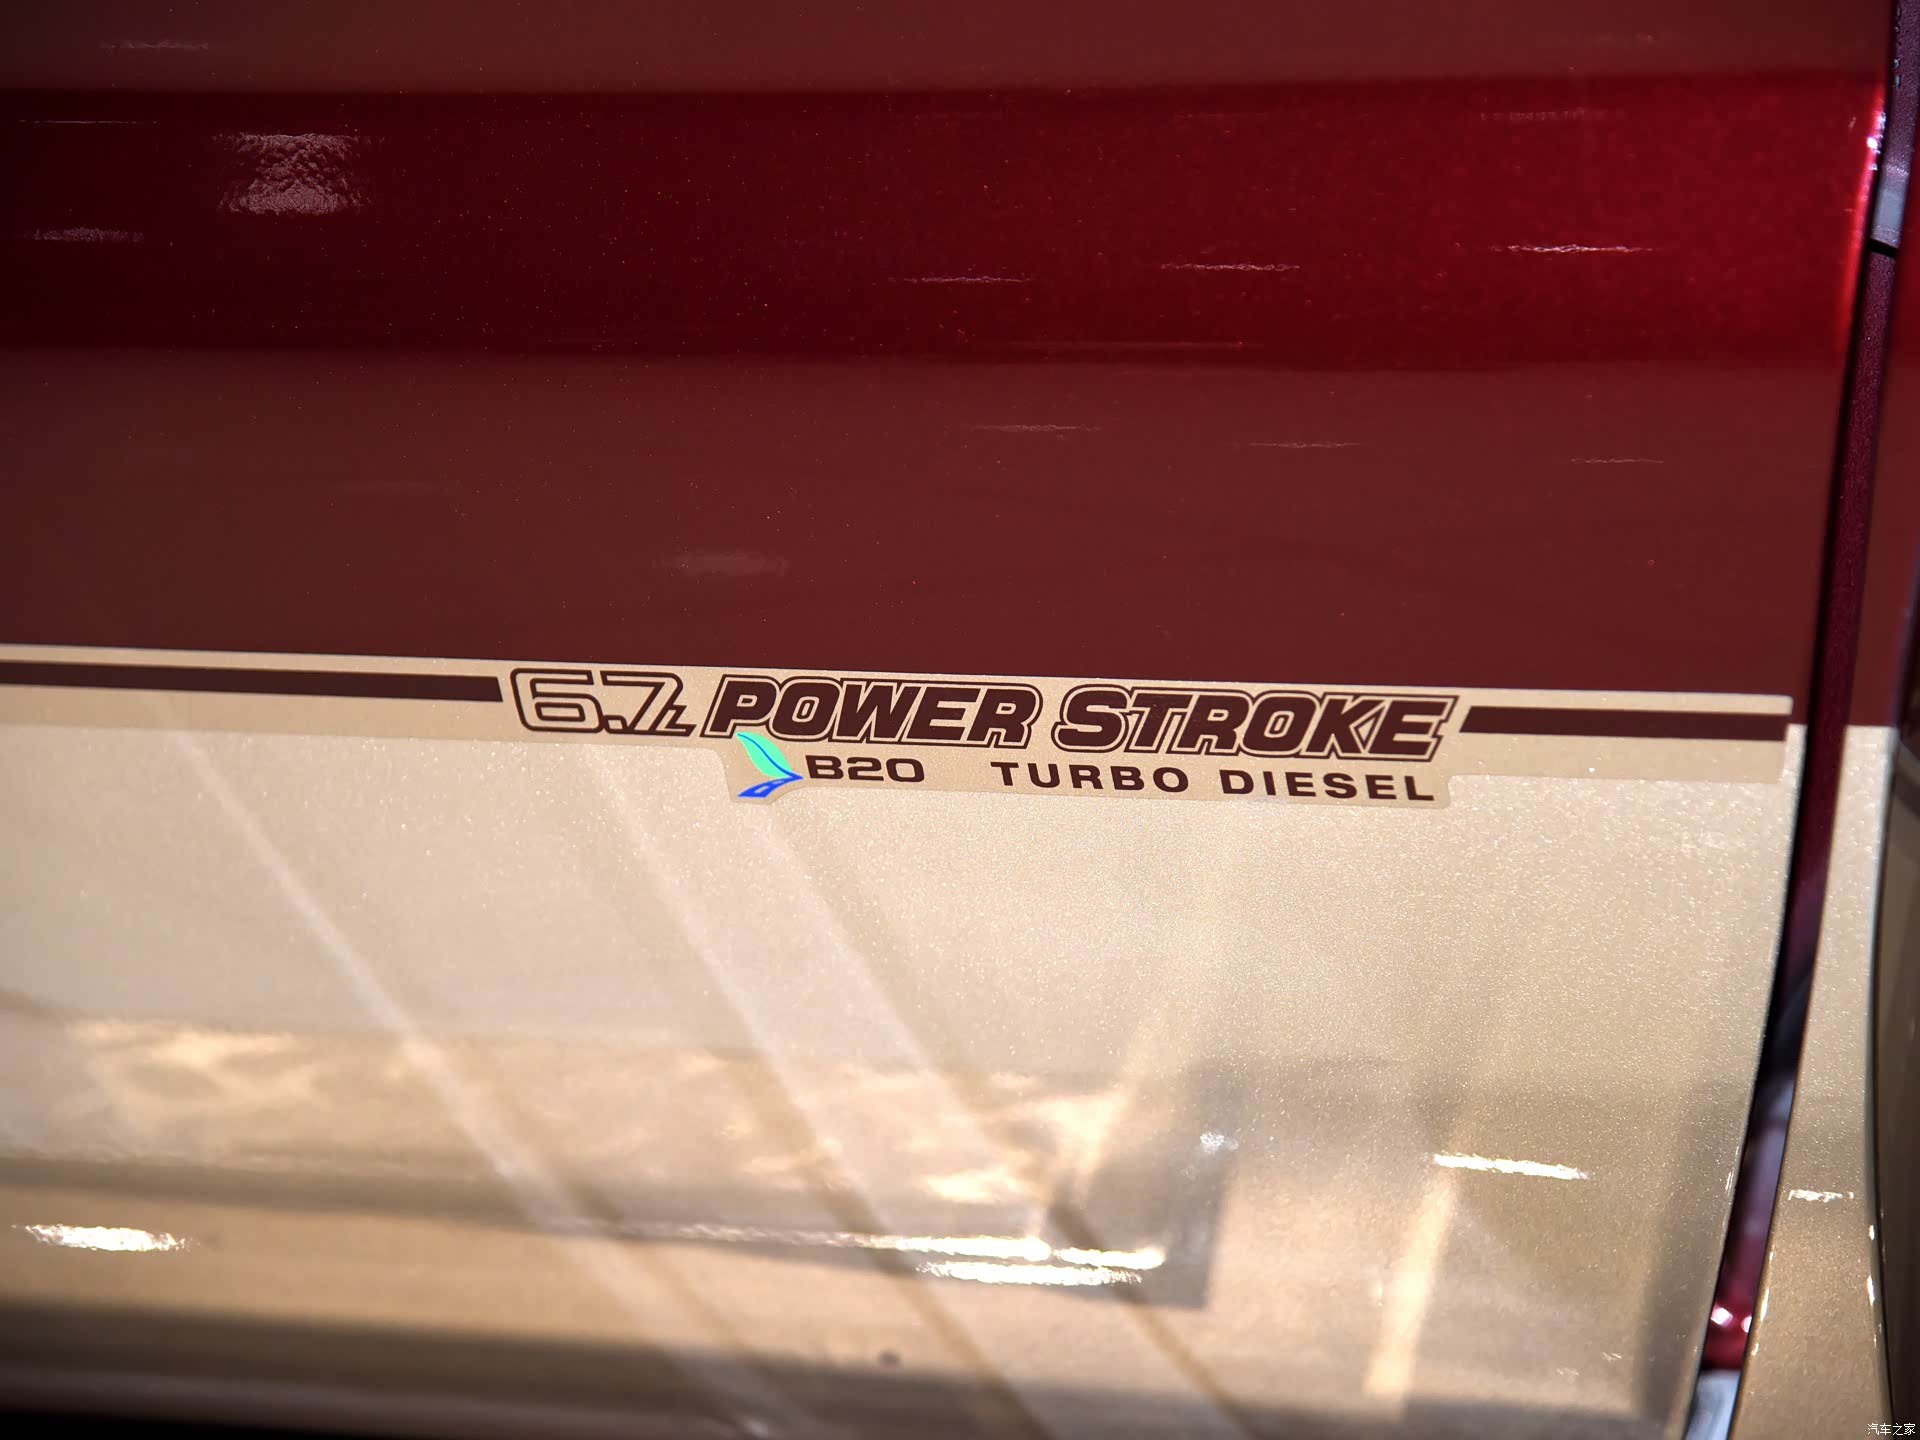 6.7L POWER STROKE
B20 TURBO DIESEL
汽车之家